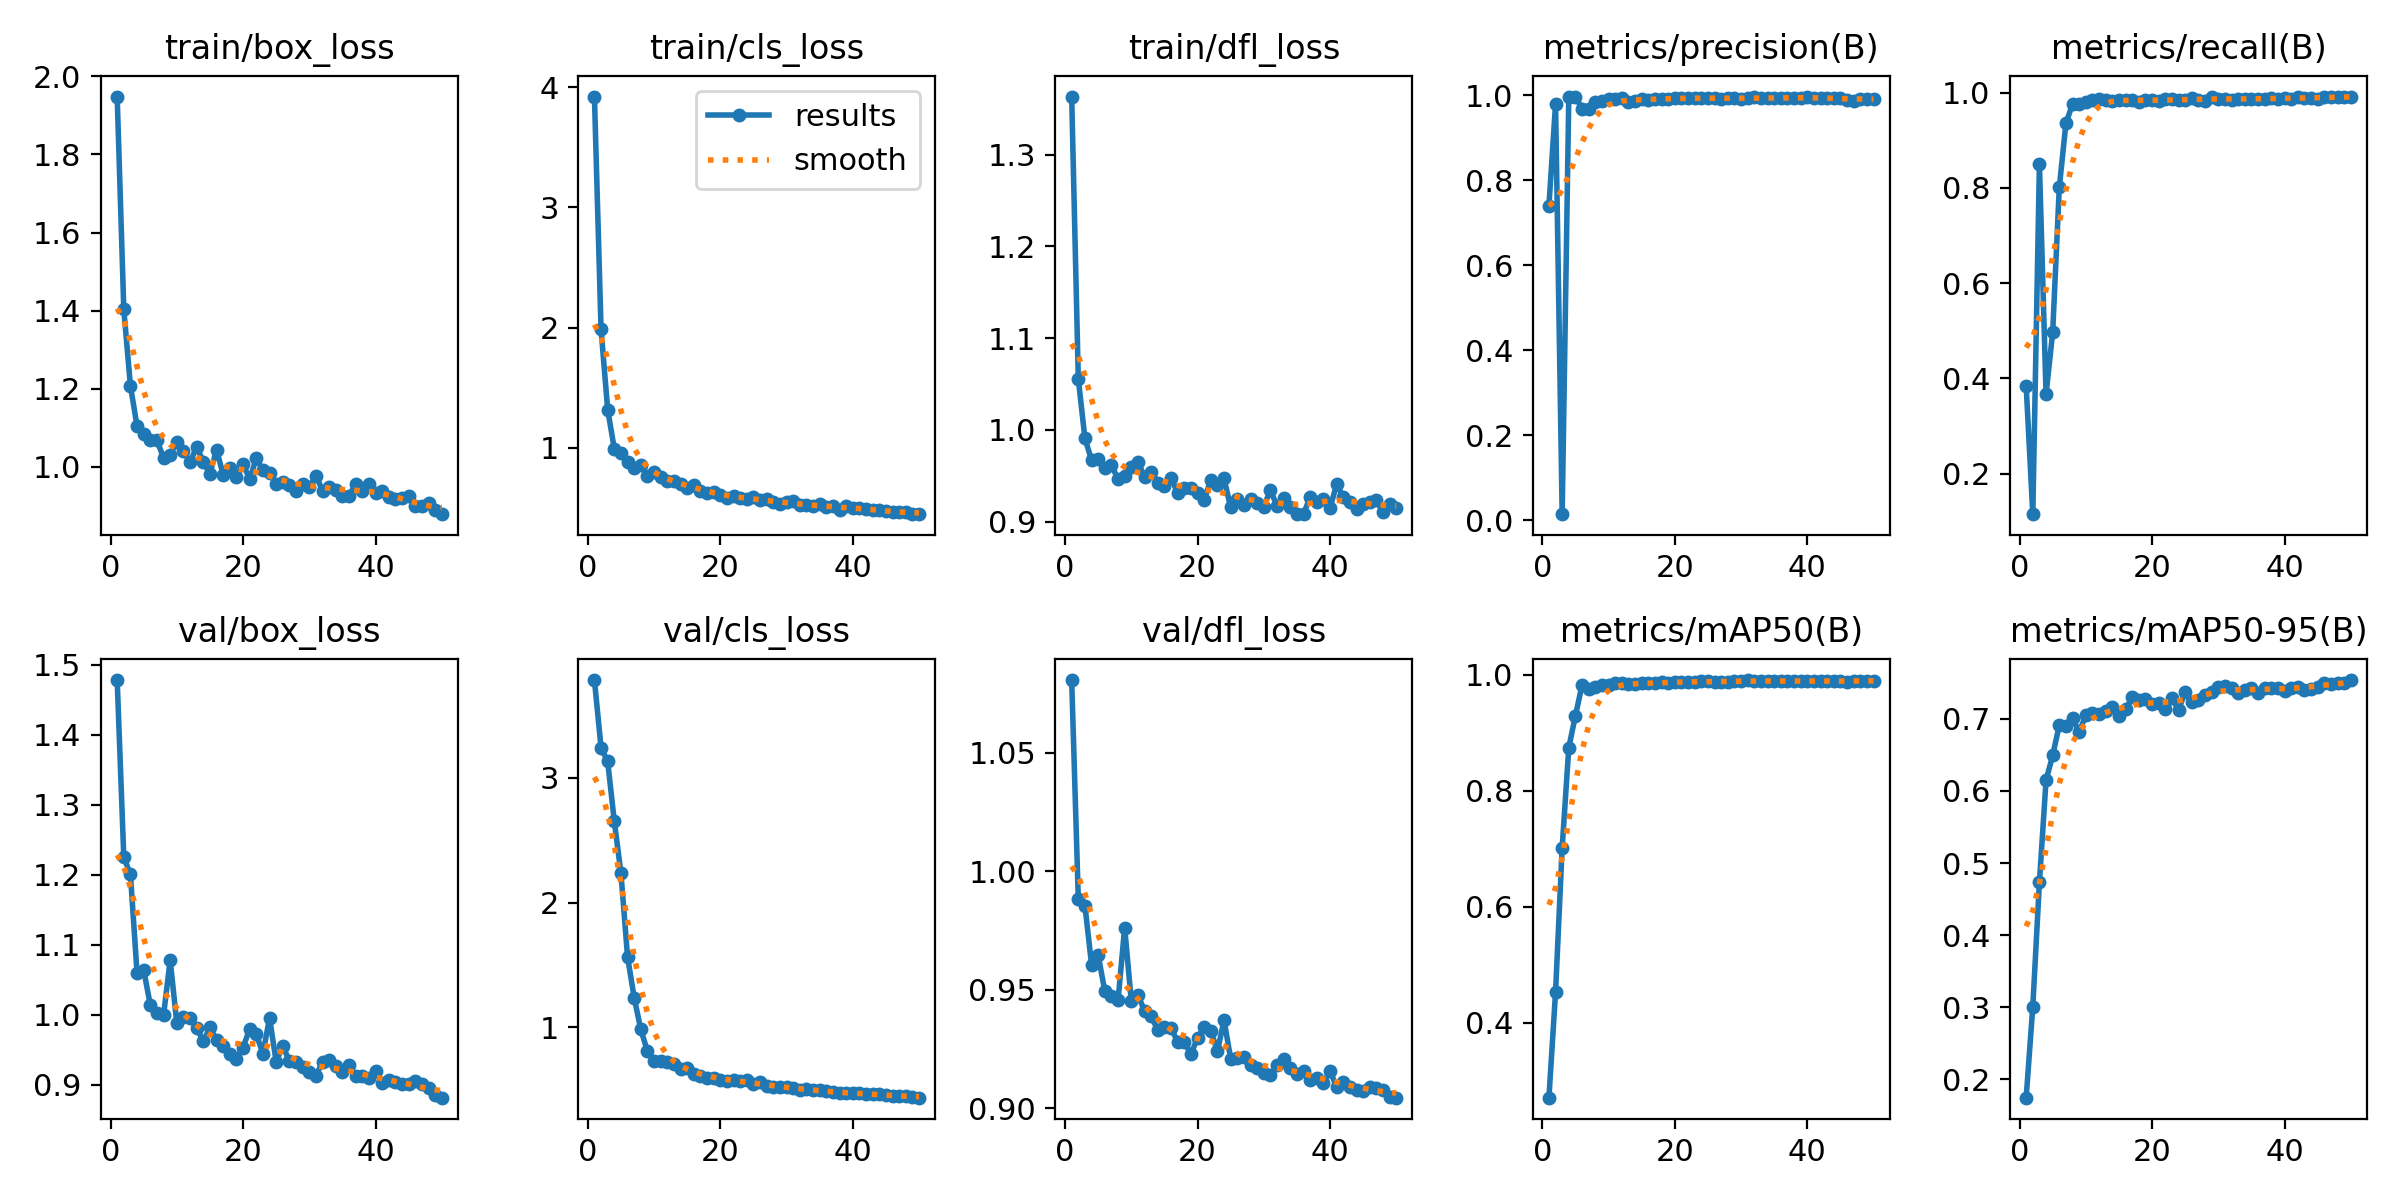 train/box_loss
2.0
1.8
1.6
1.4
1.2
1.0
0 20 40
train/cls_loss
results
smooth
4
3
2
1
0 20 40
train/dfl_loss
1.3
1.2
1.1
1.0
0.9
0 20 40
metrics/precision(B)
1.0
0.8
0.6
0.4
0.2
0.0
0 20 40
metrics/recall(B)
1.0
0.8
0.6
0.4
0.2
0 20 40
val/box_loss
1.5
1.4
1.3
1.2
1.1
1.0
0.9
0 20 40
val/cls_loss
3
2
1
0 20 40
val/dfl_loss
1.05
1.00
0.95
0.90
0 20 40
metrics/mAP50(B)
1.0
0.8
0.6
0.4
0 20 40
metrics/mAP50-95(B)
0.7
0.6
0.5
0.4
0.3
0.2
0 20 40